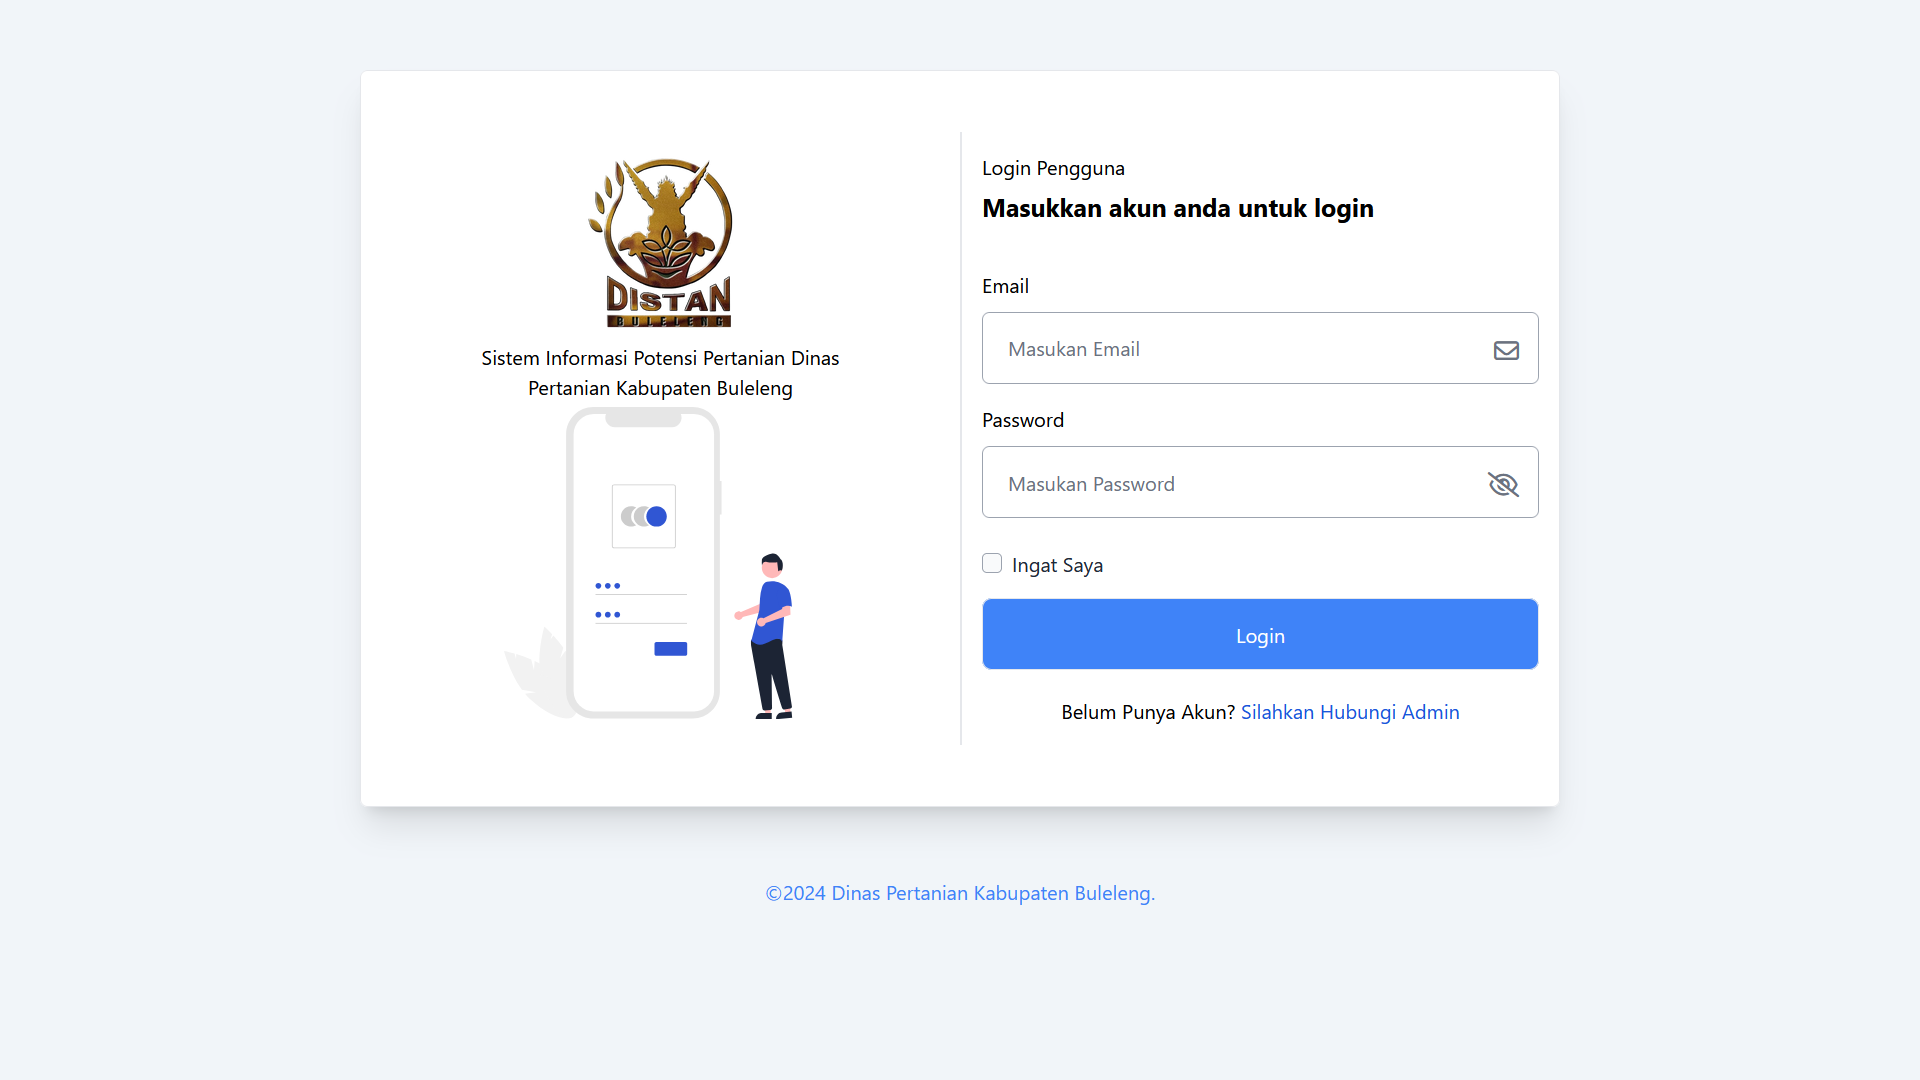 DISTAN
BULELENG
Sistem Informasi Potensi Pertanian Dinas
Pertanian Kabupaten Buleleng
Login Pengguna
Masukkan akun anda untuk login
Email
Masukan Email
Password
Masukan Password
Ingat Saya
Login
Belum Punya Akun? Silahkan Hubungi Admin
©2024 Dinas Pertanian Kabupaten Buleleng.